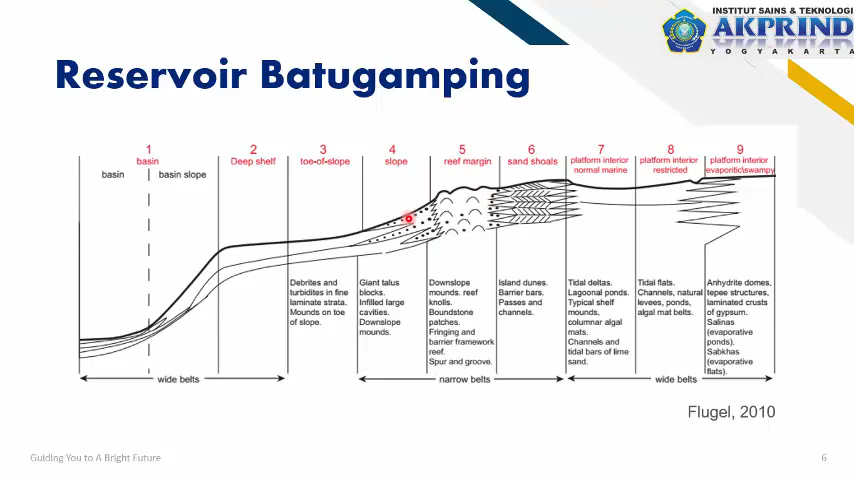 INSTITUT SAINS & TEKNOLOGI
AKPRIND
YOGYAKARTA
Reservoir Batugamping
1 2 3 4 5 6 7 8 9
basin Deep shelf toe-of-slope slope reef margin sand shoals
platform interior
normal marine
platform interior
restricted
platform interior
evaporitic\swampy
basin basin slope
Debrites and
turbidites in fine
laminate strata.
Mounds on toe
of slope.
Giant talus
blocks.
Infilled large
cavities.
Downslope
mounds.
Downslope
mounds. reef
knolls.
Boundstone
patches.
Fringing and
barrier framework
reef.
Spur and groove.
Island dunes.
Barrier bars.
Passes and
channels.
Tidal deltas.
Lagoonal ponds.
Typical shelf
mounds,
columnar algal
mats.
Channels and
tidal bars of lime
sand.
Tidal flats.
Channels, natural
levees, ponds,
algal mat belts.
Anhydrite domes,
tepee structures,
laminated crusts
of gypsum.
Salinas
(evaporative
ponds).
Sabkhas
(evaporative
flats).
wide belts narrow belts wide belts
Flugel, 2010
Guiding You to A Bright Future
6